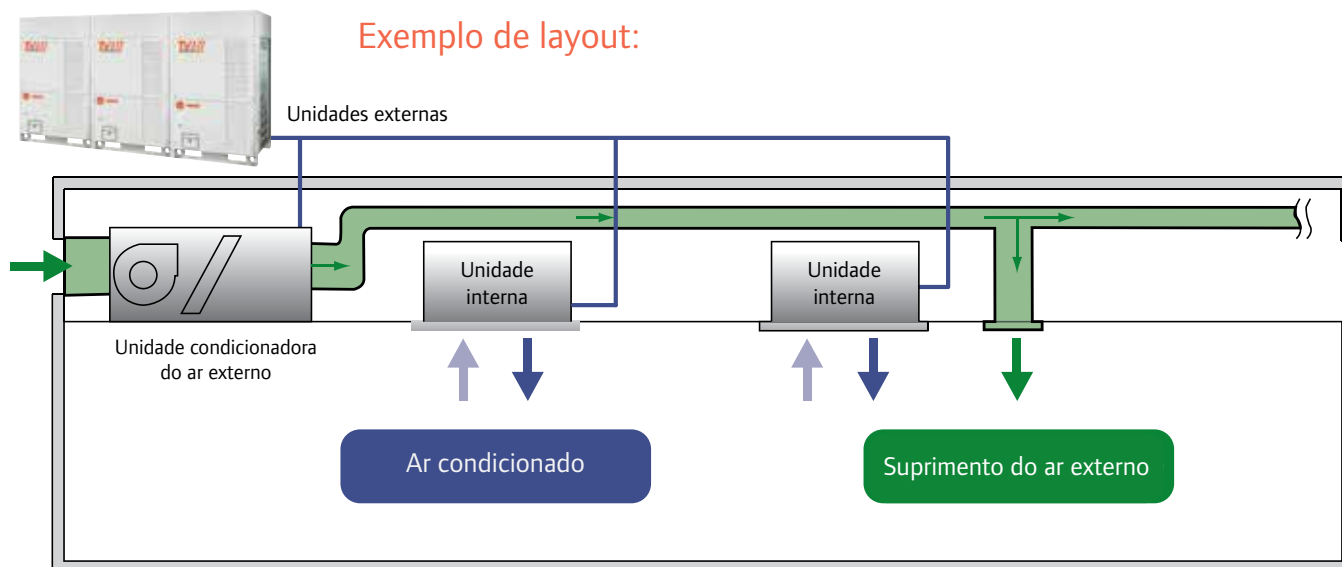 Exemplo de layout:
Unidades externas
Unidade
interna
Unidade
interna
Unidade condicionadora
do ar externo
Ar condicionado
Suprimento do ar externo